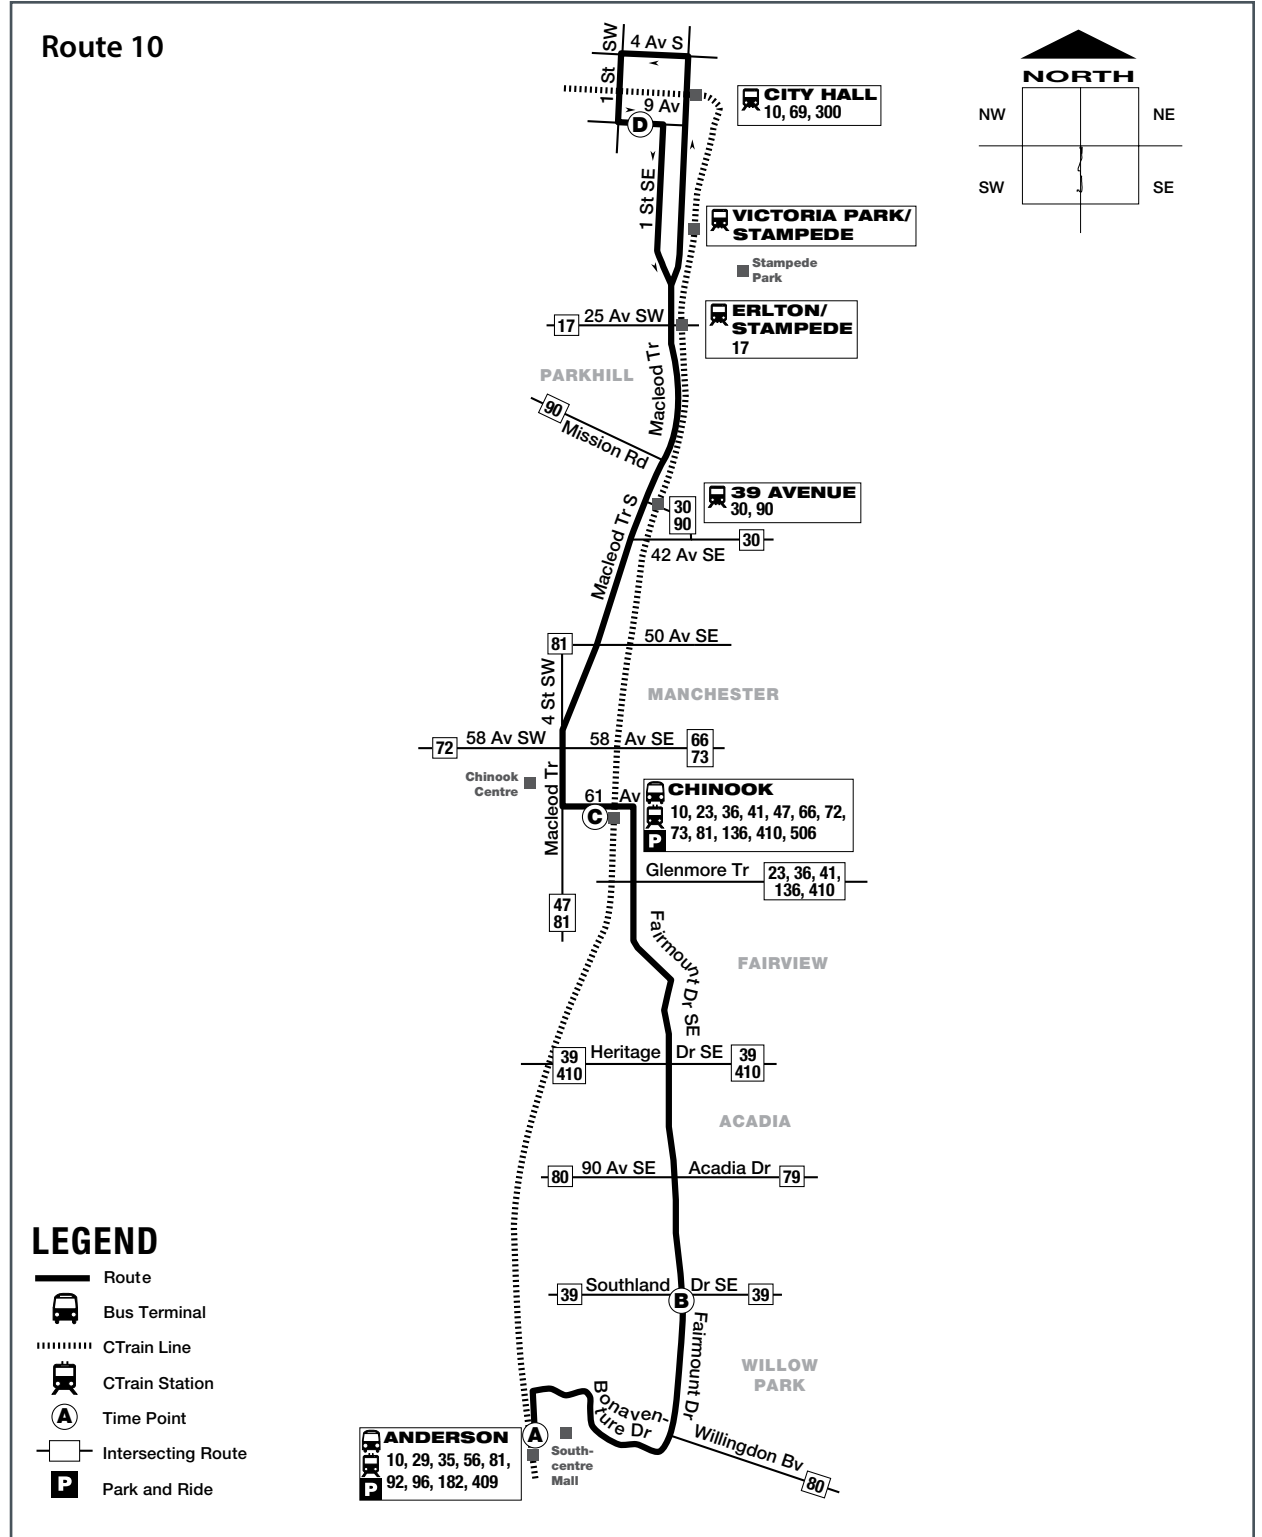 Route 10
1 St SW
4 Av S
9 Av
D
1 St SE
CITY HALL
10, 69, 300
NORTH
NW
NE
SW
SE
VICTORIA PARK/
STAMPEDE
Stampede
Park
17
25 Av SW
ERLTON/
STAMPEDE
17
PARKHILL
Macleod Tr
90
Mission Rd
39 AVENUE
30, 90
30
90
Macleod Tr S
30
42 Av SE
81
50 Av SE
4 St SW
MANCHESTER
72
58 Av SW
58 Av SE
66
73
Chinook
Centre
Macleod Tr
61 Av
C
CHINOOK
10, 23, 36, 41, 47, 66, 72,
73, 81, 136, 410, 506
P
Glenmore Tr
23, 36, 41,
136, 410
47
81
Fairmount Dr SE
FAIRVIEW
39
410
Heritage Dr SE
39
410
ACADIA
80
90 Av SE
Acadia Dr
79
39
Southland Dr SE
39
B
Fairmount Dr
WILLOW
PARK
Bonaven-
ture Dr
Willingdon Bv
80
A
South-
centre
Mall
ANDERSON
10, 29, 35, 56, 81,
92, 96, 182, 409
P
LEGEND
Route
Bus Terminal
CTrain Line
CTrain Station
A Time Point
Intersecting Route
P Park and Ride